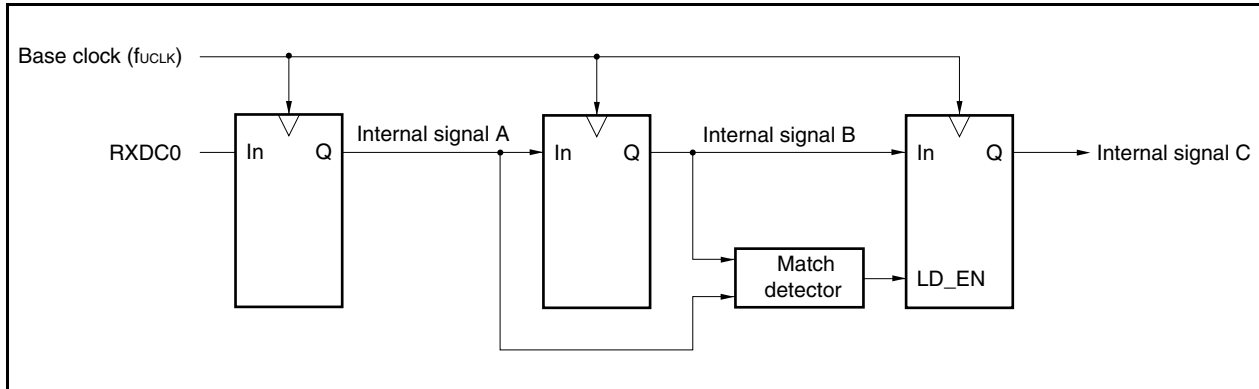 Base clock (fUCLK)
RXDC0
In
Q
Internal signal A
In
Q
Internal signal B
In
Q
Internal signal C
Match
detector
LD_EN